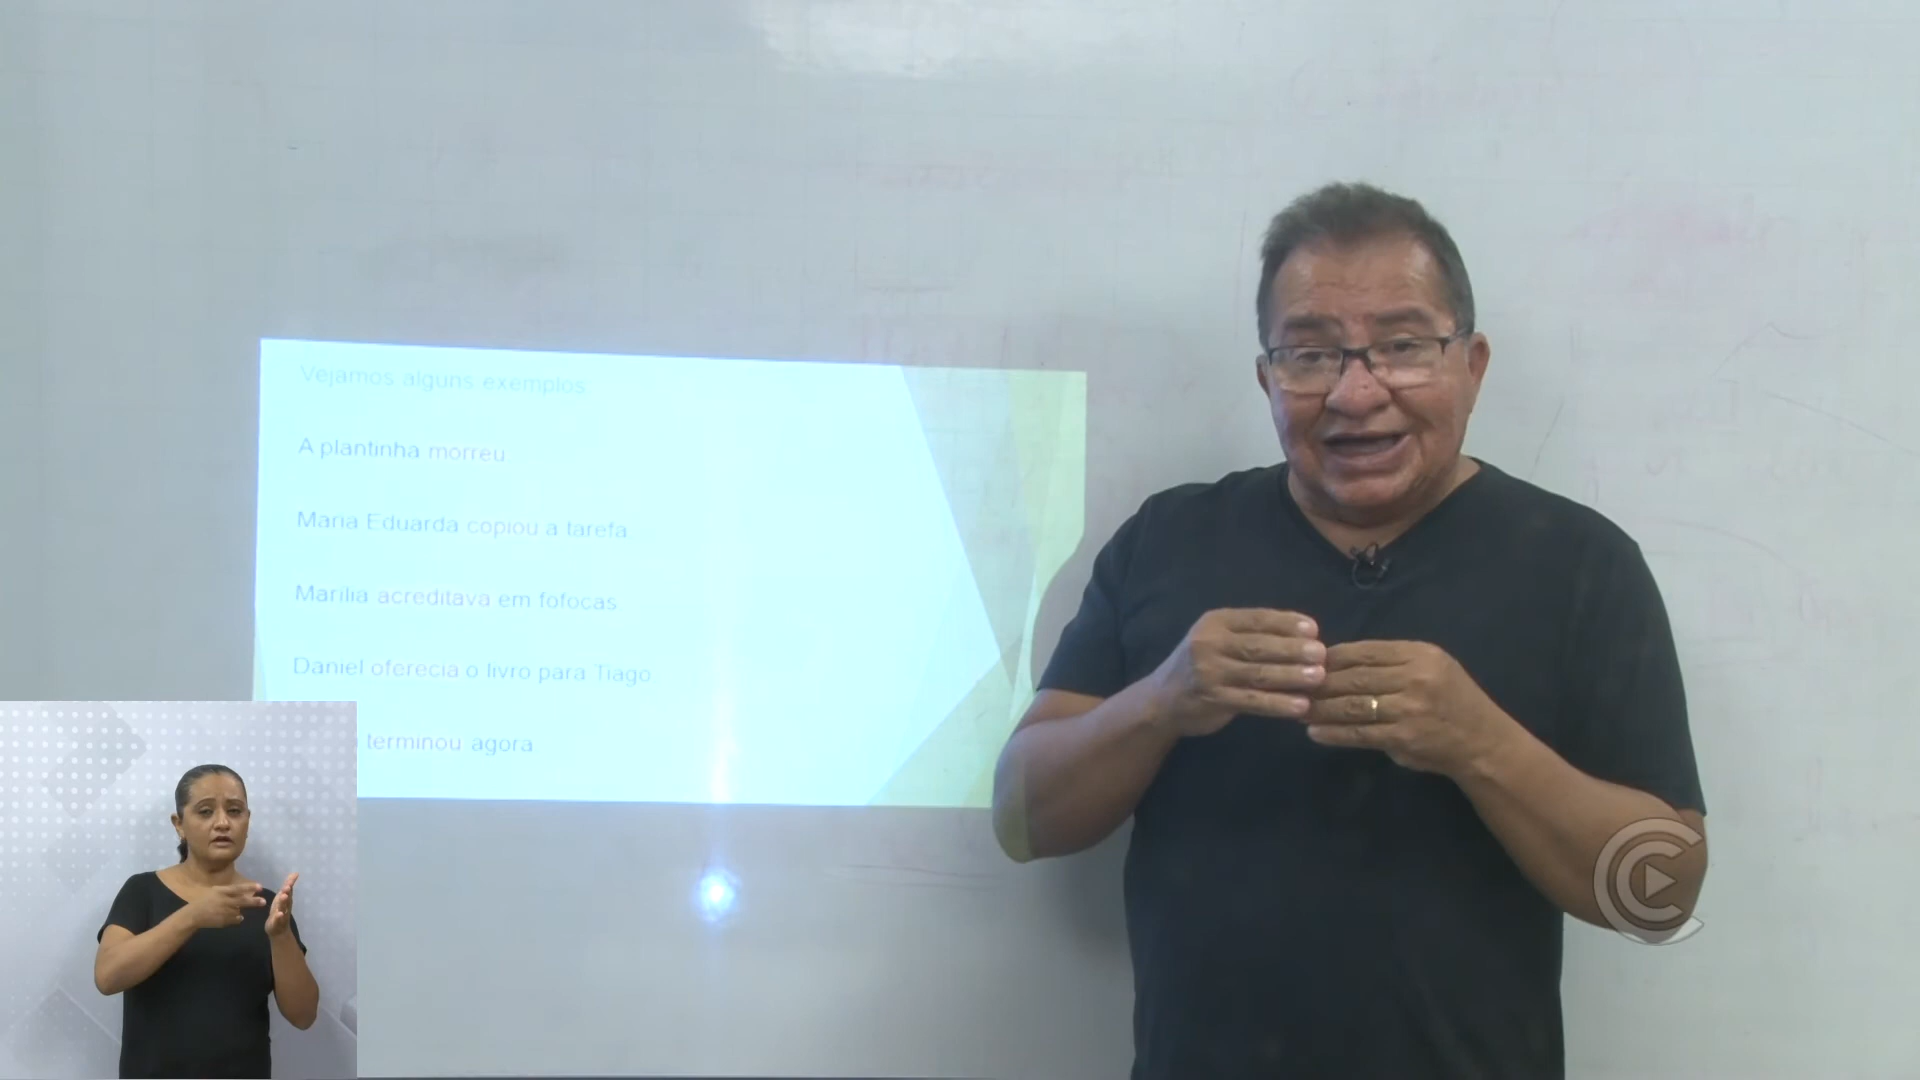 Vejamos alguns exemplos:
A plantinha morreu
Maria Eduarda copiou a tarefa
Marília acreditava em fofocas
Daniel oferecia o livro para Tiago
terminou agora